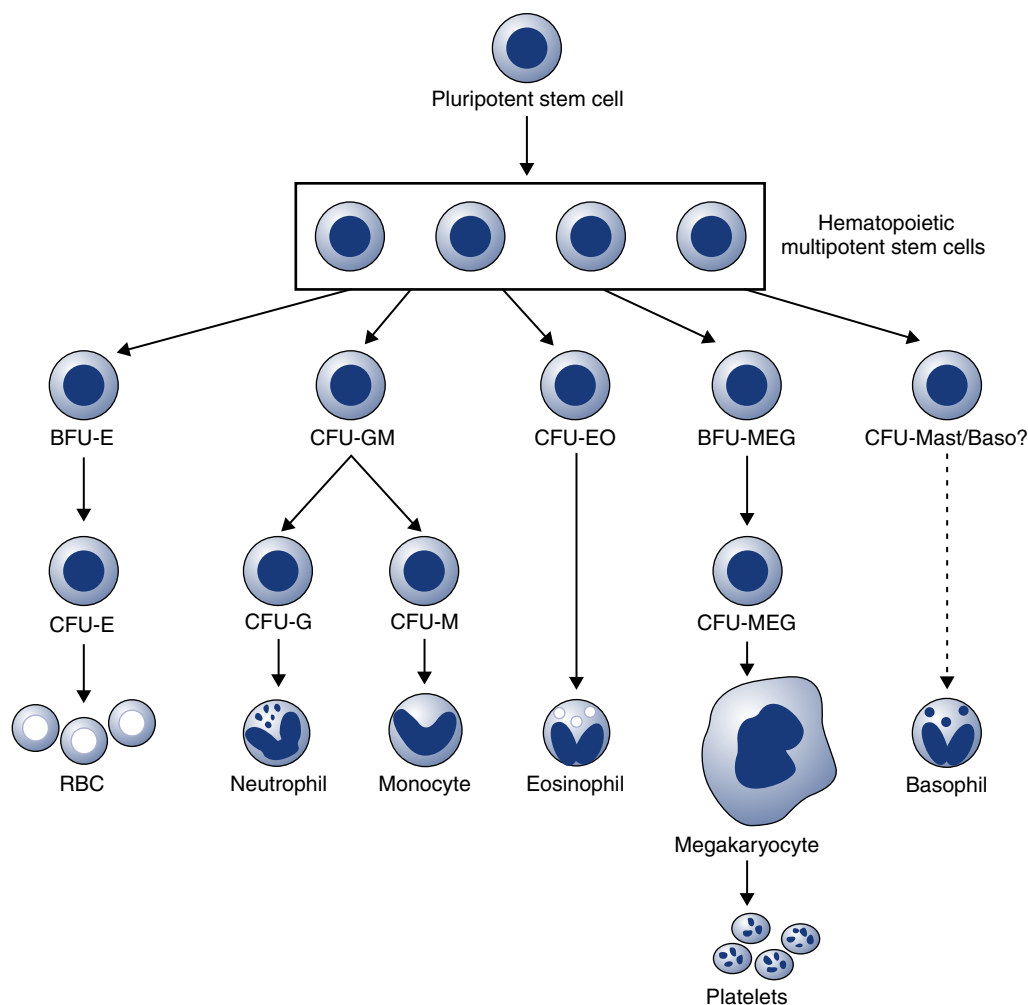 Pluripotent stem cell
Hematopoietic
multipotent stem cells
BFU-E
CFU-GM
CFU-EO
BFU-MEG
CFU-Mast/Baso?
CFU-E
CFU-G
CFU-M
CFU-MEG
RBC
Neutrophil
Monocyte
Eosinophil
Basophil
Megakaryocyte
Platelets